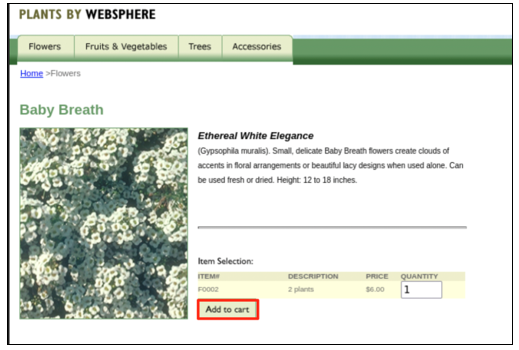 PLANTS BY WEBSPHERE
Flowers Fruits & Vegetables Trees Accessories
Home >Flowers
Baby Breath
Ethereal White Elegance
(Gypsophila muralis). Small, delicate Baby Breath flowers create clouds of
accents in floral arrangements or beautiful lacy designs when used alone. Can
be used fresh or dried. Height: 12 to 18 inches.
Item Selection:
ITEM# DESCRIPTION PRICE QUANTITY
F0002 2 plants $6.00 1
Add to cart